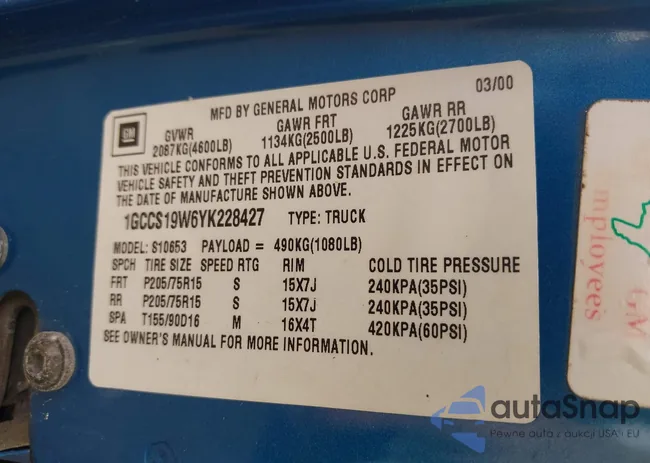 MFD BY GENERAL MOTORS CORP 03/00
GM
GVWR GAWR FRT GAWR RR
2087KG(4600LB) 1134KG(2500LB) 1225KG(2700LB)
THIS VEHICLE CONFORMS TO ALL APPLICABLE U.S. FEDERAL MOTOR
VEHICLE SAFETY AND THEFT PREVENTION STANDARDS IN EFFECT ON
THE DATE OF MANUFACTURE SHOWN ABOVE.
1GCCS19W6YK228427 TYPE: TRUCK
MODEL: S10653 PAYLOAD = 490KG(1080LB)
SPCH TIRE SIZE SPEED RTG RIM COLD TIRE PRESSURE
FRT P205/75R15 S 15X7J 240KPA(35PSI)
RR P205/75R15 S 15X7J 240KPA(35PSI)
SPA T155/90D16 M 16X4T 420KPA(60PSI)
SEE OWNER'S MANUAL FOR MORE INFORMATION.
mployees
GM
autoSnap
Pewne auta z aukcji USA i EU